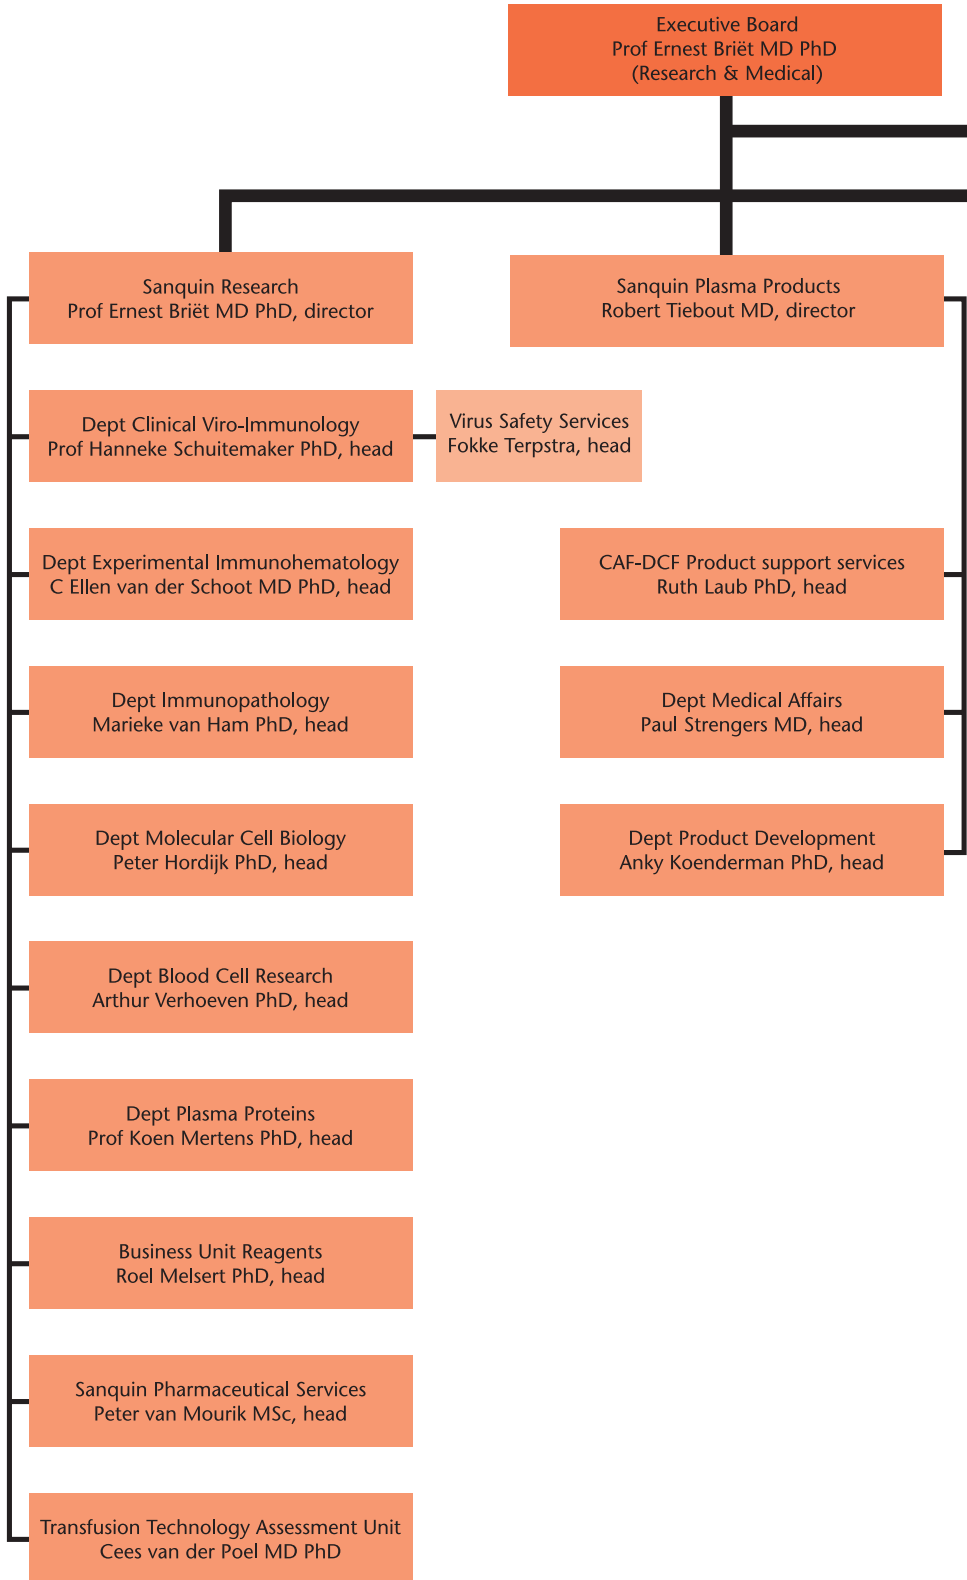 Executive Board
Prof Ernest Briët MD PhD
(Research & Medical)
Sanquin Research
Prof Ernest Briët MD PhD, director
Sanquin Plasma Products
Robert Tiebout MD, director
Dept Clinical Viro-Immunology
Prof Hanneke Schuitemaker PhD, head
Virus Safety Services
Fokke Terpstra, head
Dept Experimental Immunohematology
C Ellen van der Schoot MD PhD, head
CAF-DCF Product support services
Ruth Laub PhD, head
Dept Immunopathology
Marieke van Ham PhD, head
Dept Medical Affairs
Paul Strengers MD, head
Dept Molecular Cell Biology
Peter Hordijk PhD, head
Dept Product Development
Anky Koenderman PhD, head
Dept Blood Cell Research
Arthur Verhoeven PhD, head
Dept Plasma Proteins
Prof Koen Mertens PhD, head
Business Unit Reagents
Roel Melsert PhD, head
Sanquin Pharmaceutical Services
Peter van Mourik MSc, head
Transfusion Technology Assessment Unit
Cees van der Poel MD PhD